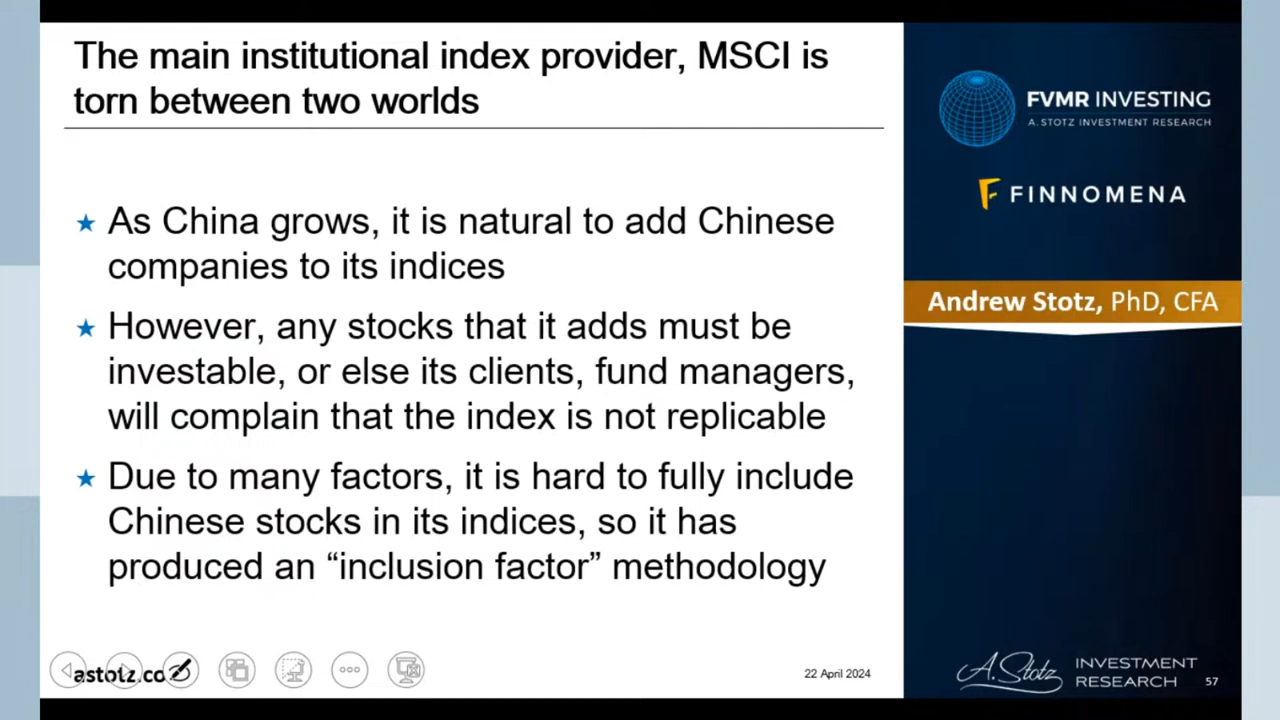 The main institutional index provider, MSCI is
torn between two worlds
★ As China grows, it is natural to add Chinese
companies to its indices
★ However, any stocks that it adds must be
investable, or else its clients, fund managers,
will complain that the index is not replicable
★ Due to many factors, it is hard to fully include
Chinese stocks in its indices, so it has
produced an “inclusion factor” methodology
astotz.co
22 April 2024
FVMR INVESTING
A. STOTZ INVESTMENT RESEARCH
FINNOMENA
Andrew Stotz, PhD, CFA
A. Stotz
INVESTMENT
RESEARCH
57